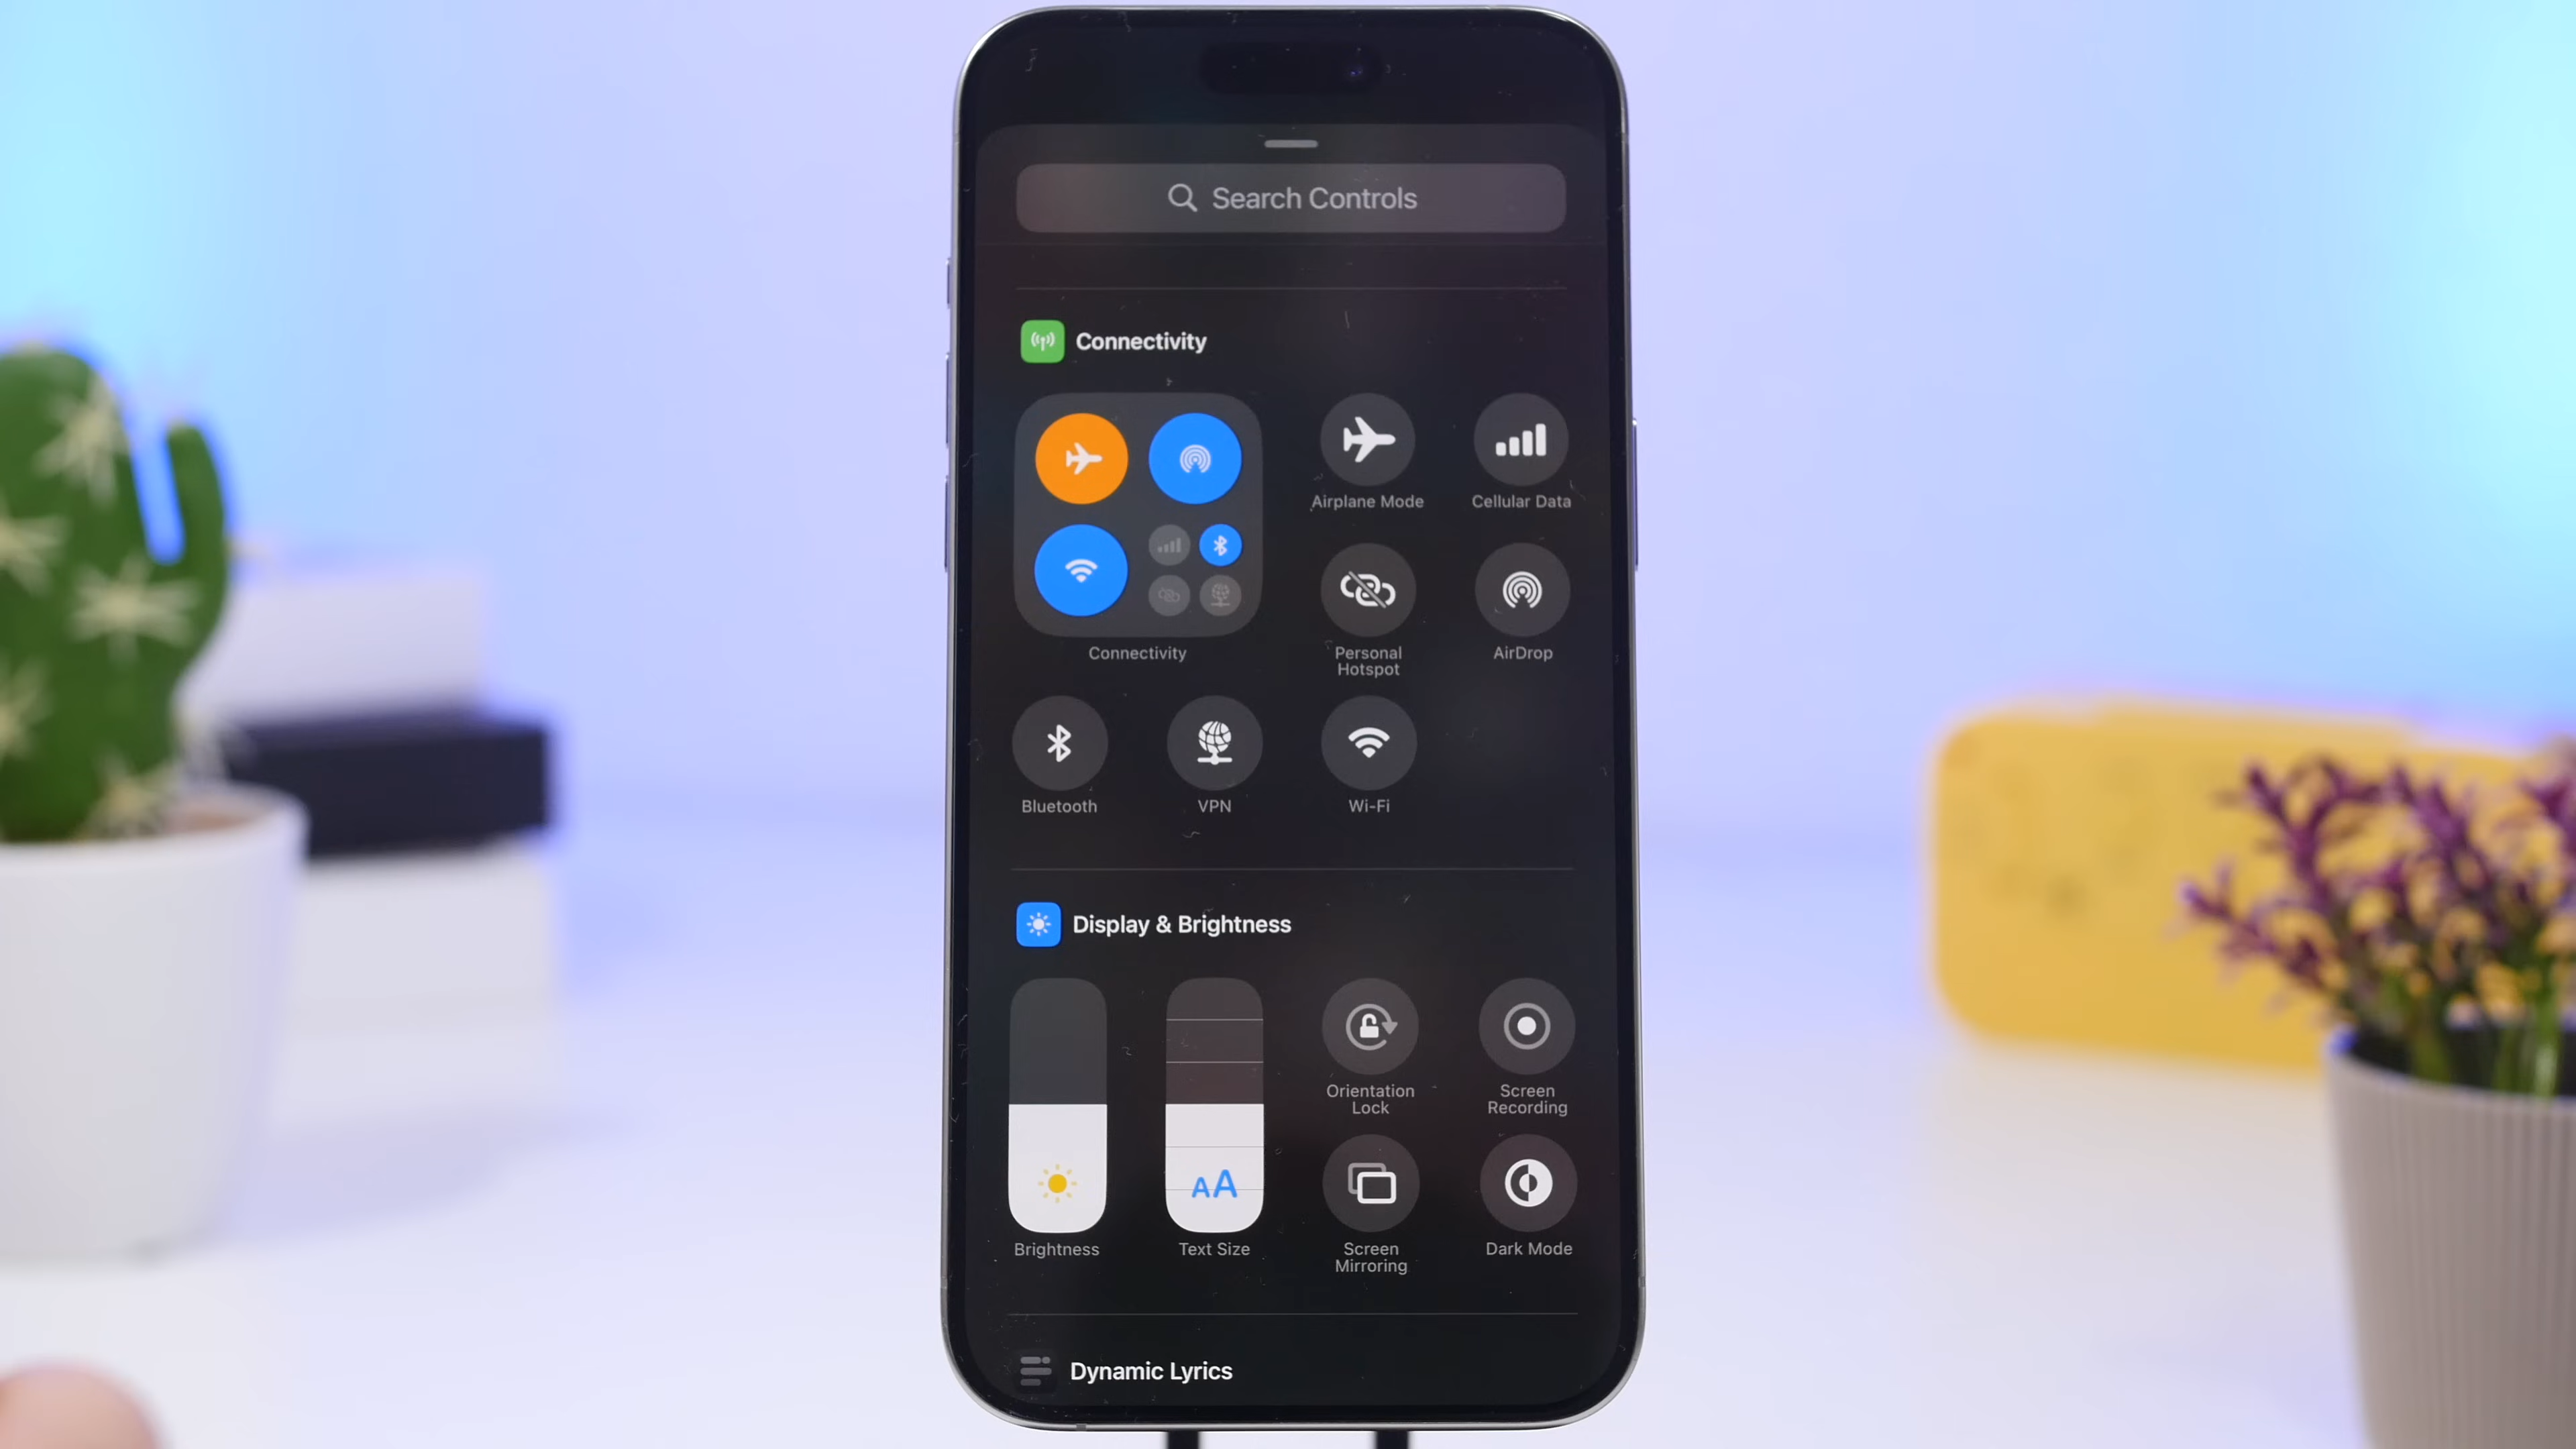 Search Controls
Connectivity
Airplane Mode
Cellular Data
Connectivity
Personal
Hotspot
AirDrop
Bluetooth
VPN
Wi-Fi
Display & Brightness
Orientation
Lock
Screen
Recording
AA
Brightness
Text Size
Screen
Mirroring
Dark Mode
Dynamic Lyrics